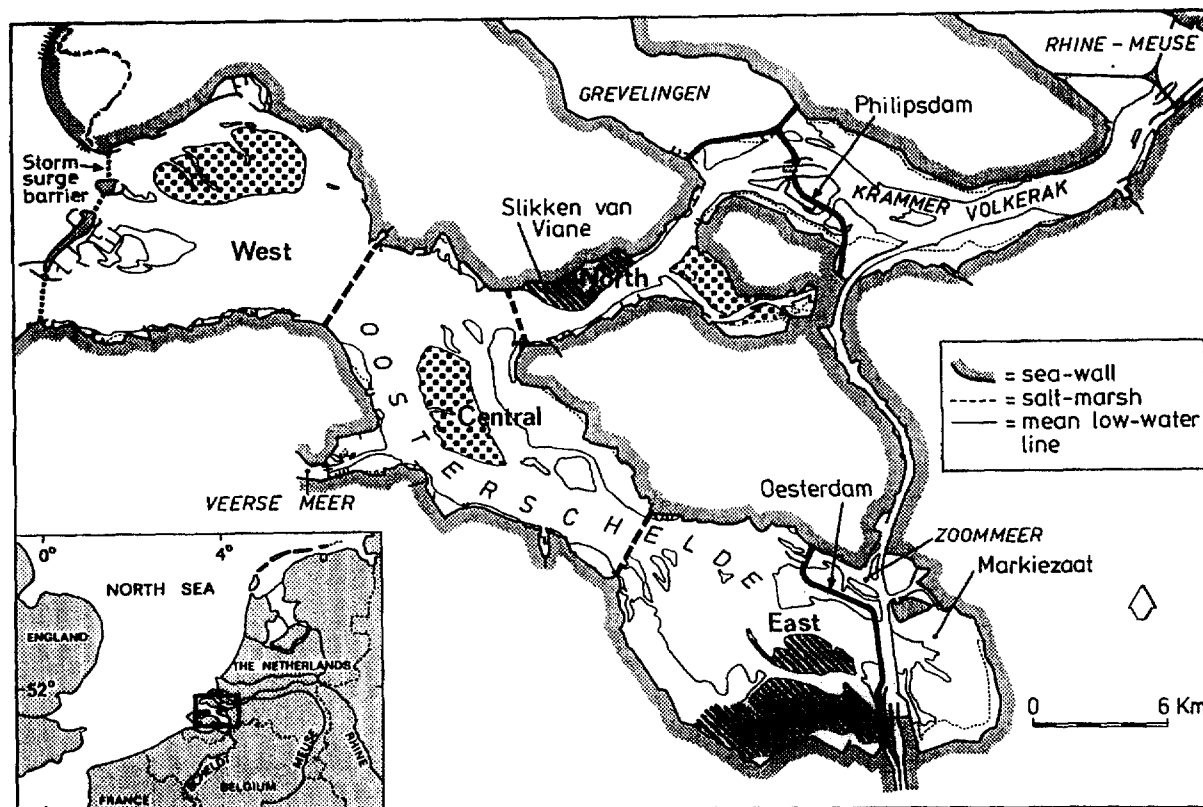 RHINE-MEUSE
GREVELINGEN
Philipsdam
Storm
surge
barrier
KRAMMER VOLKERAK
Slikken van
Viane
West
North
OOSTERSCHELDE
Central
= sea-wall
= salt-marsh
= mean low-water
line
VEERSE MEER
Oesterdam
ZOOMMEER
Markiezaat
East
0 6 Km
0° 4°
NORTH SEA
ENGLAND
THE NETHERLANDS
52°
MEUSE
RHINE
SCHELDT
BELGIUM
FRANCE